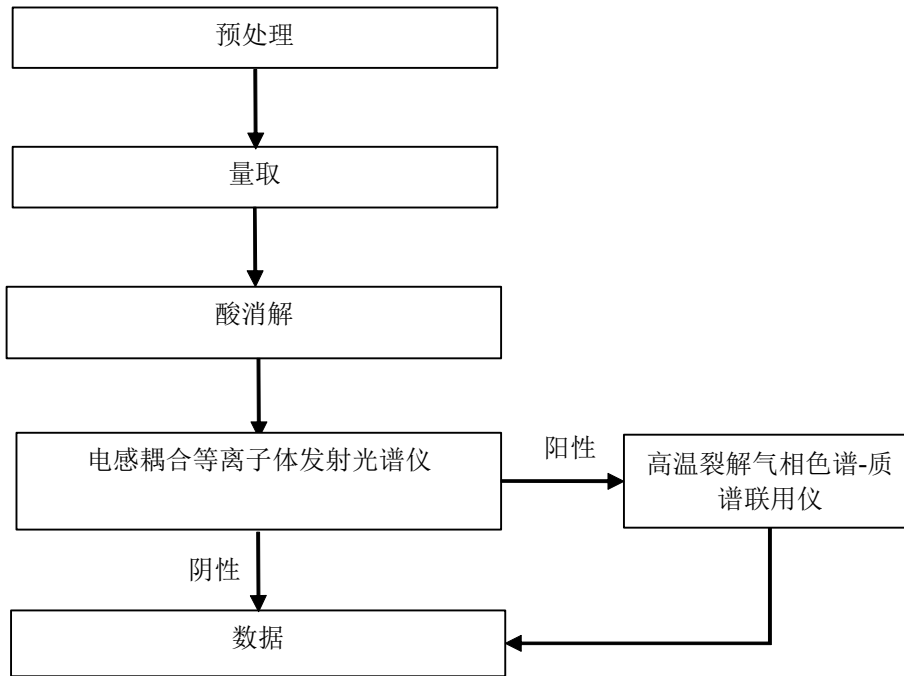 预处理
量取
酸消解
电感耦合等离子体发射光谱仪
阳性
高温裂解气相色谱-质
谱联用仪
阴性
数据